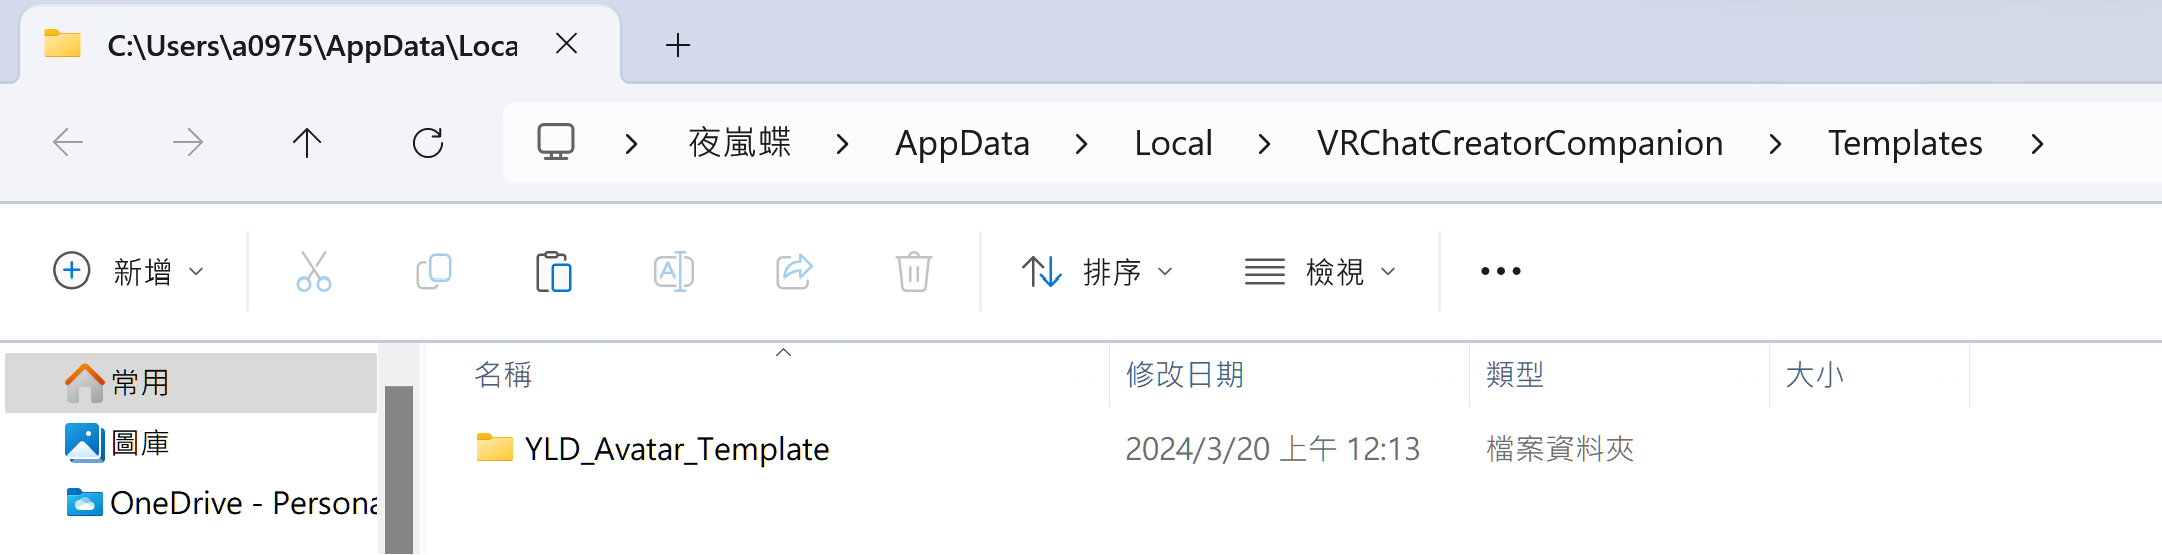 C:\Users\a0975\AppData\Loca
夜嵐蝶 AppData Local VRChatCreatorCompanion Templates
新增 排序 檢視
名稱 修改日期 類型 大小
YLD_Avatar_Template 2024/3/20 上午 12:13 檔案資料夾
常用
圖庫
OneDrive - Persona